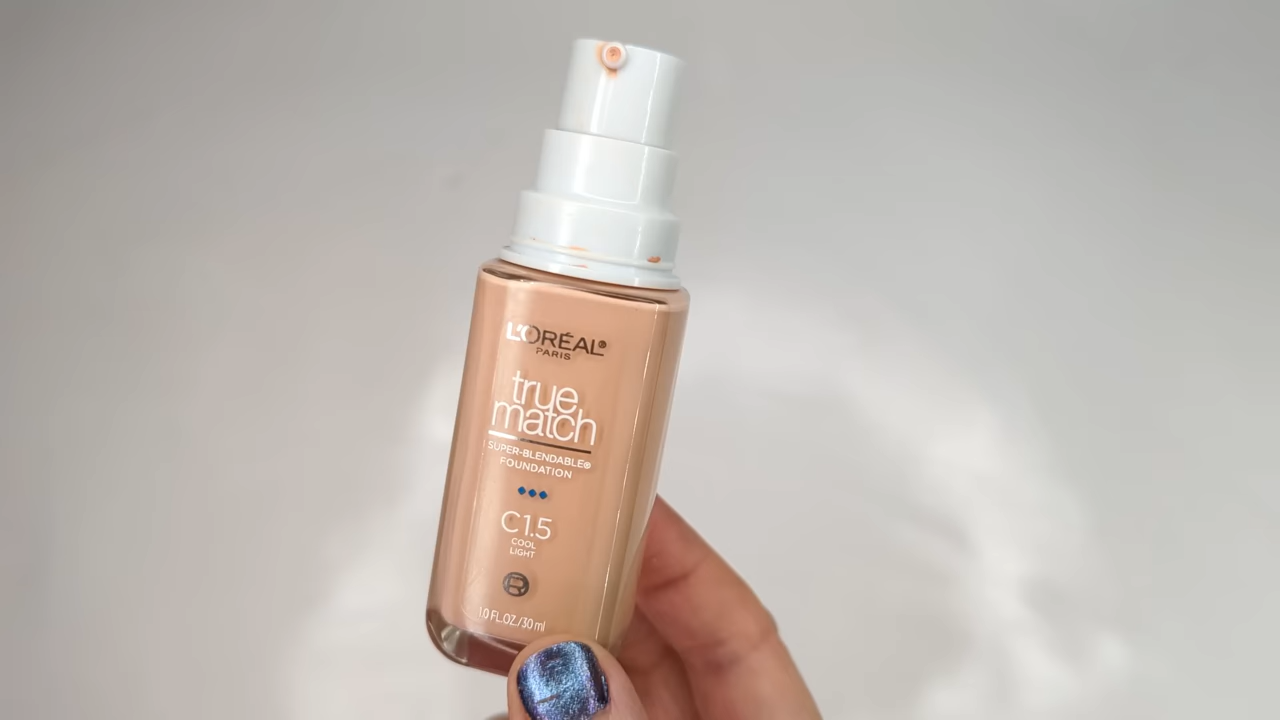 L'ORÉAL®
PARIS
true
match
SUPER-BLENDABLE®
FOUNDATION
C1.5
COOL
LIGHT
1.0 FL.OZ./30 ml